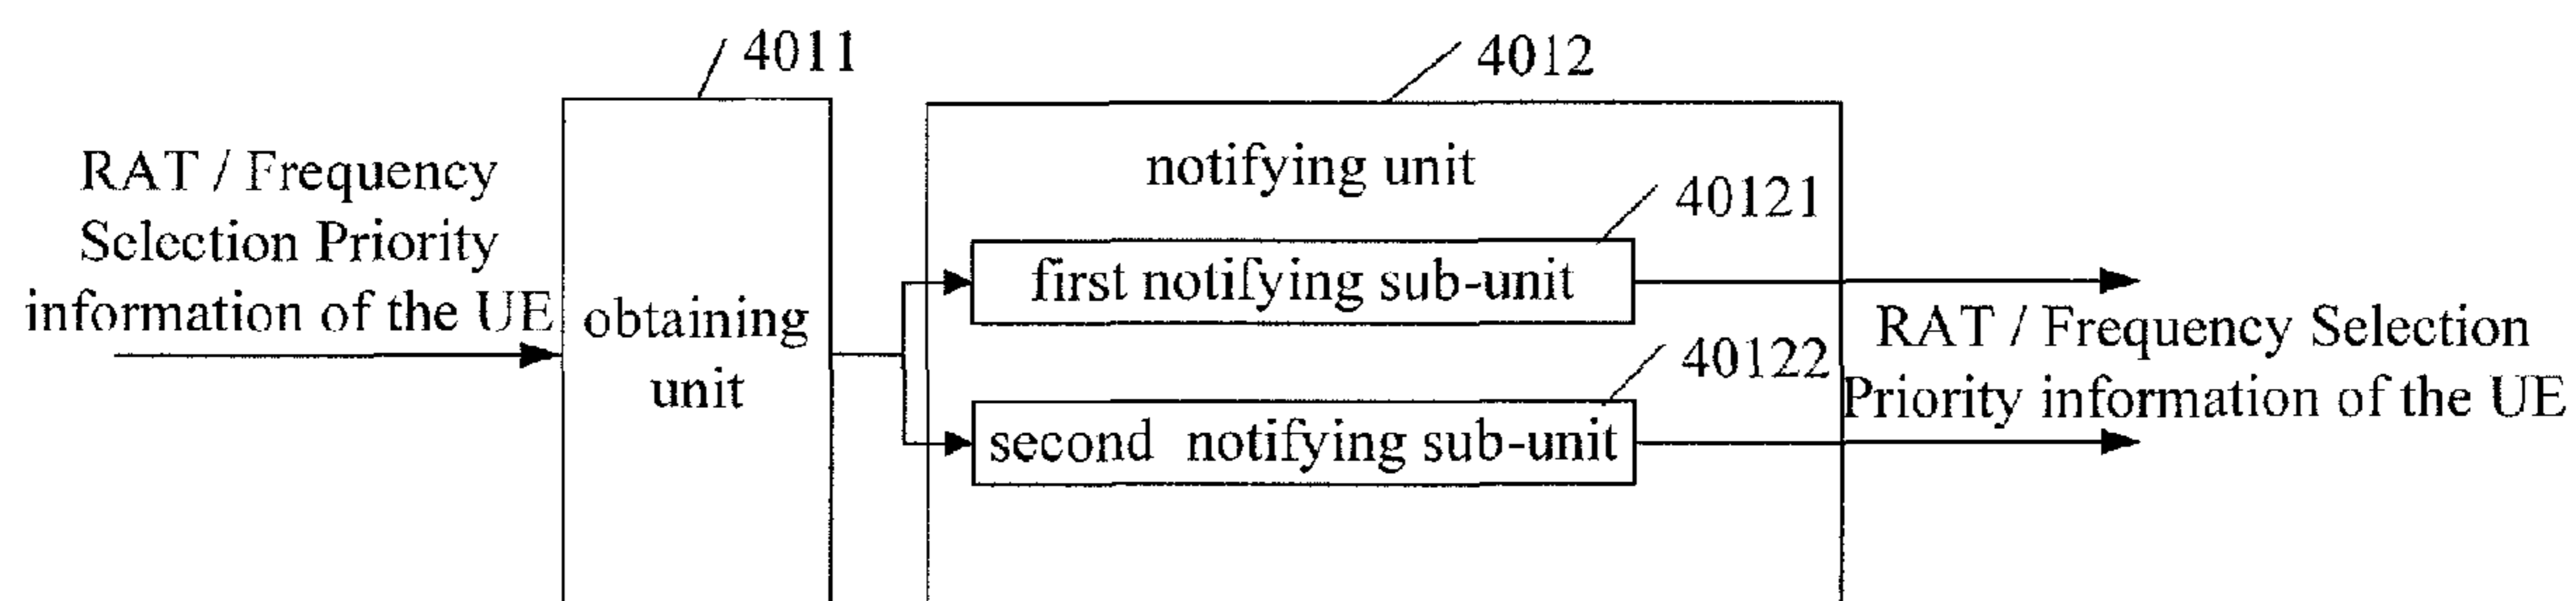 4011
4012
RAT / Frequency
Selection Priority
information of the UE
obtaining
unit
notifying unit
40121
first notifying sub-unit
40122
second notifying sub-unit
RAT / Frequency Selection
Priority information of the UE